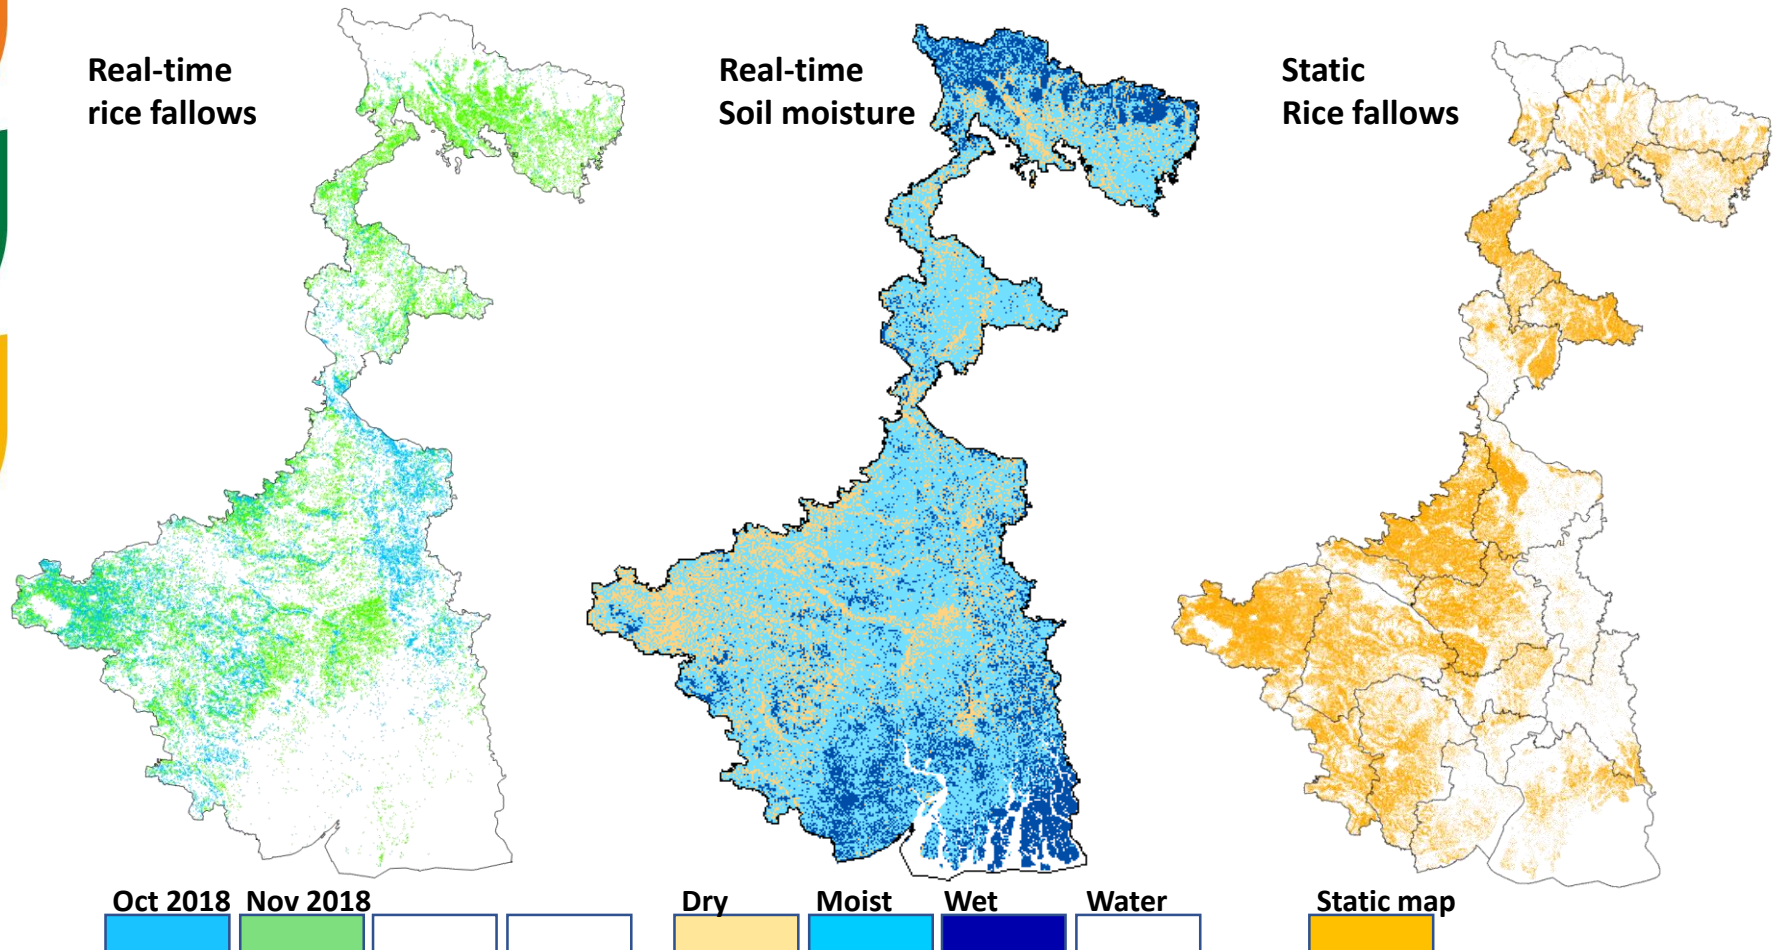 Real-time
rice fallows
Real-time
Soil moisture
Static
Rice fallows
Oct 2018 Nov 2018
Dry Moist Wet Water
Static map